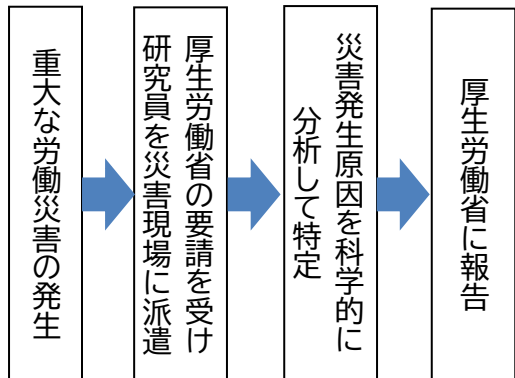 重大な労働災害の発生
厚生労働省の要請を受け
研究員を災害現場に派遣
災害発生原因を科学的に
分析して特定
厚生労働省に報告